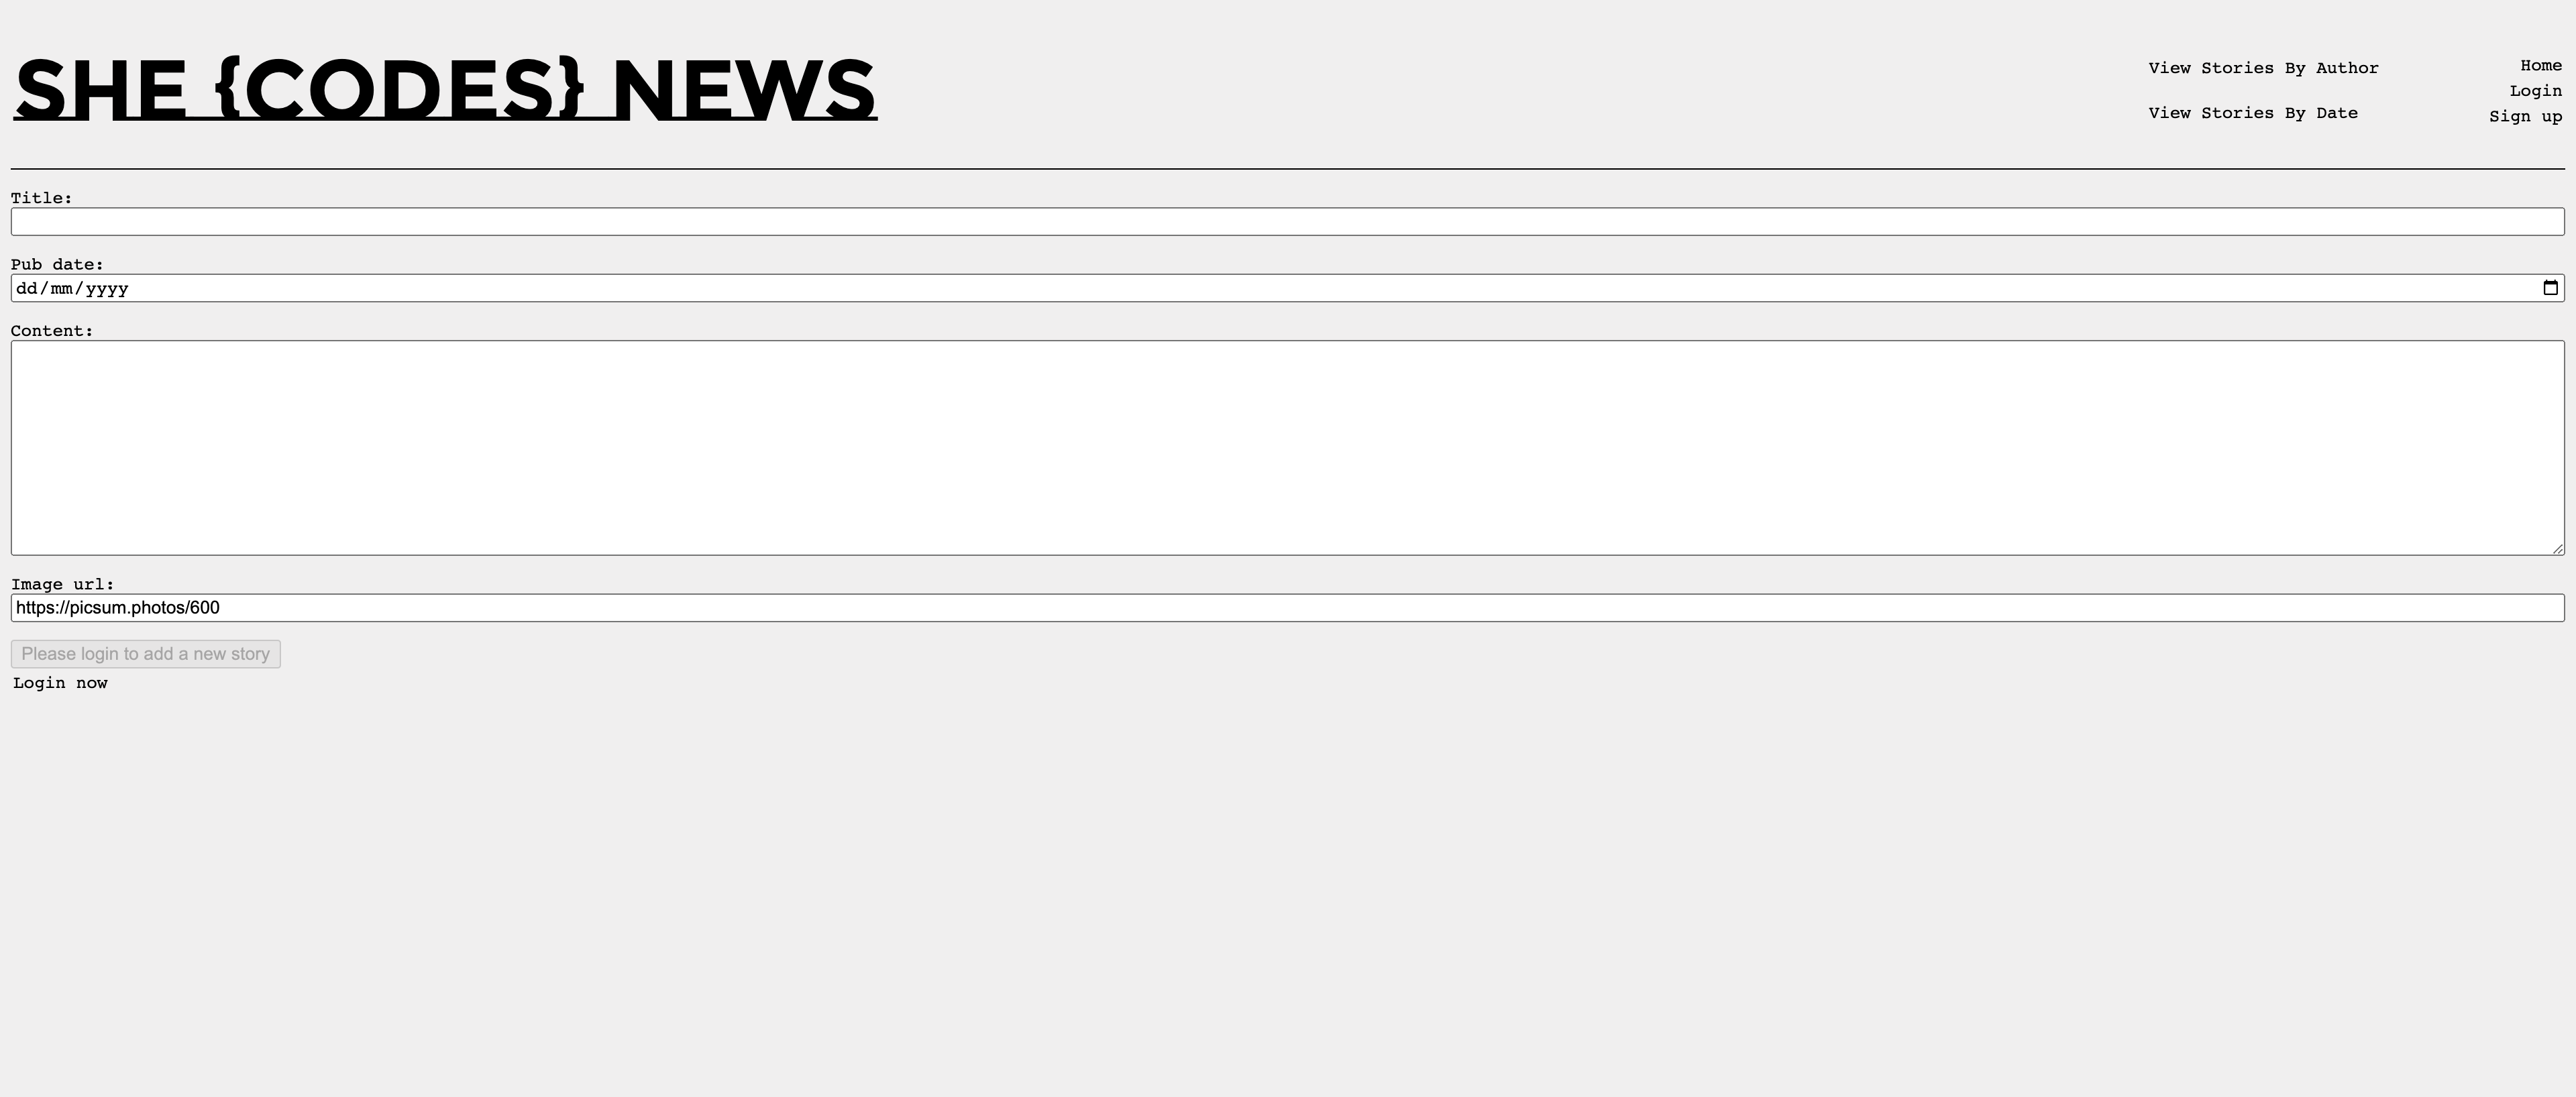 SHE {CODES} NEWS
View Stories By Author
View Stories By Date
Home
Login
Sign up
Title:
Pub date:
dd/mm/yyyy
Content:
Image url:
https://picsum.photos/600
Please login to add a new story
Login now